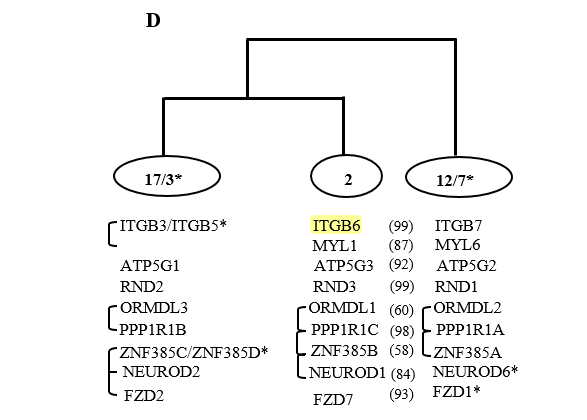 D
17/3* 2 12/7*
ITGB3/ITGB5* ITGB6 (99) ITGB7
MYL1 (87) MYL6
ATP5G1 ATP5G3 (92) ATP5G2
RND2 RND3 (99) RND1
ORMDL3 ORMDL1 (60) ORMDL2
PPP1R1B PPP1R1C (98) PPP1R1A
ZNF385C/ZNF385D* ZNF385B (58) ZNF385A
NEUROD2 NEUROD1 (84) NEUROD6*
FZD2 FZD7 (93) FZD1*